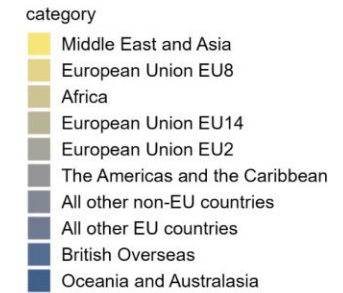 category
Middle East and Asia
European Union EU8
Africa
European Union EU14
European Union EU2
The Americas and the Caribbean
All other non-EU countries
All other EU countries
British Overseas
Oceania and Australasia